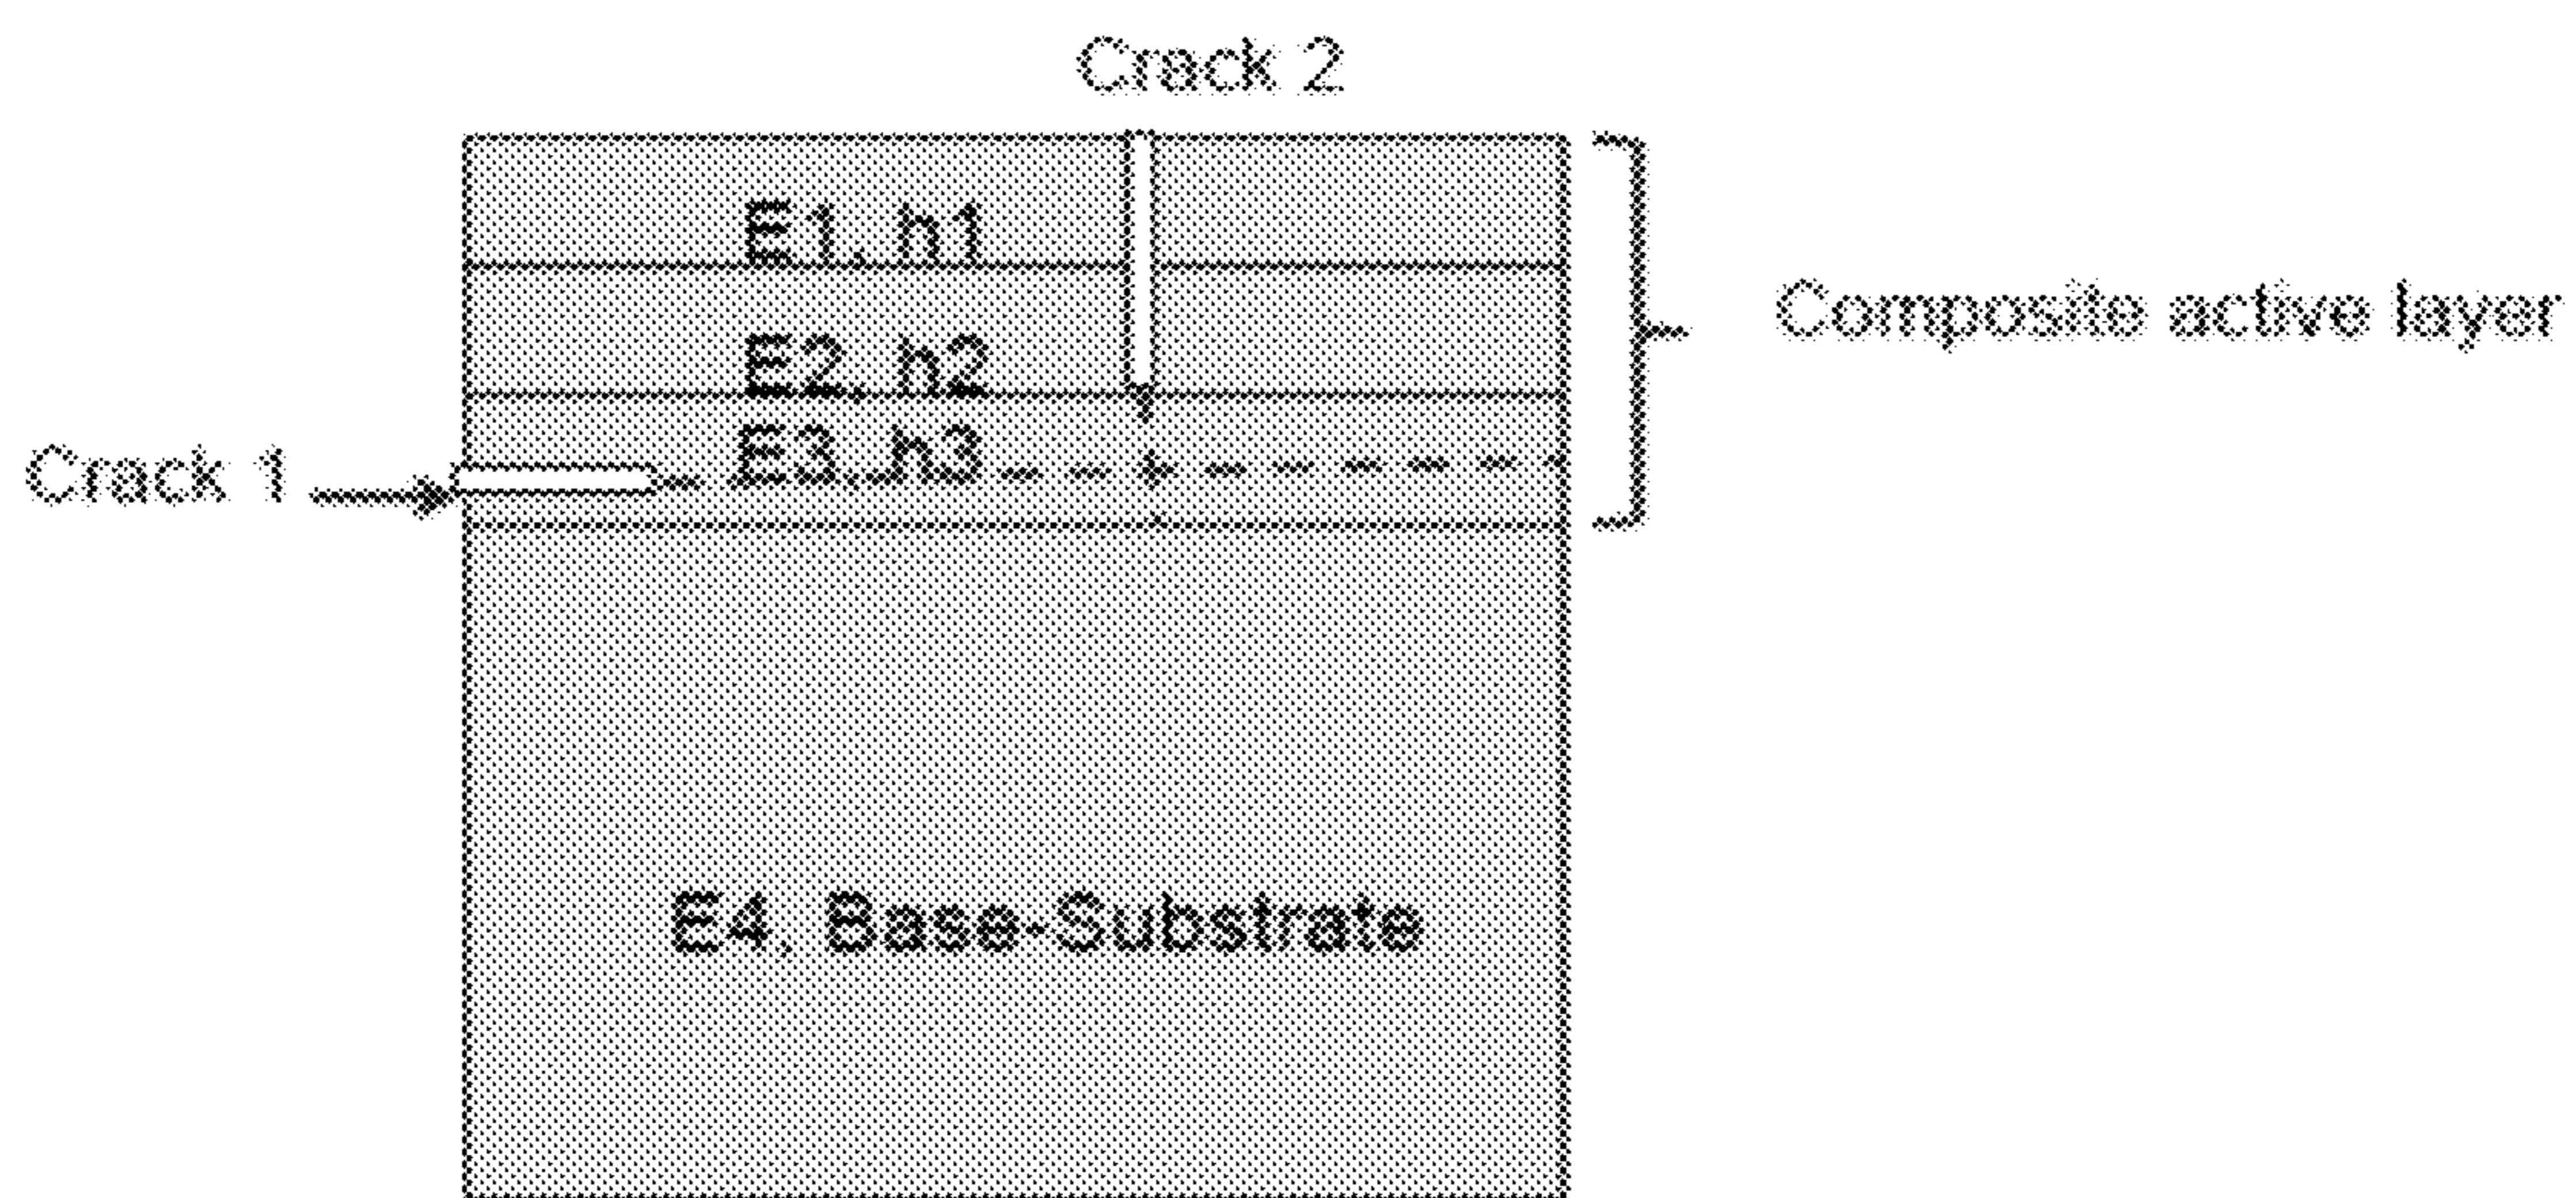 Crack 2
E1, h1
E2, h2
Composite active layer
E3, h3
Crack 1
E4, Base-Substrate